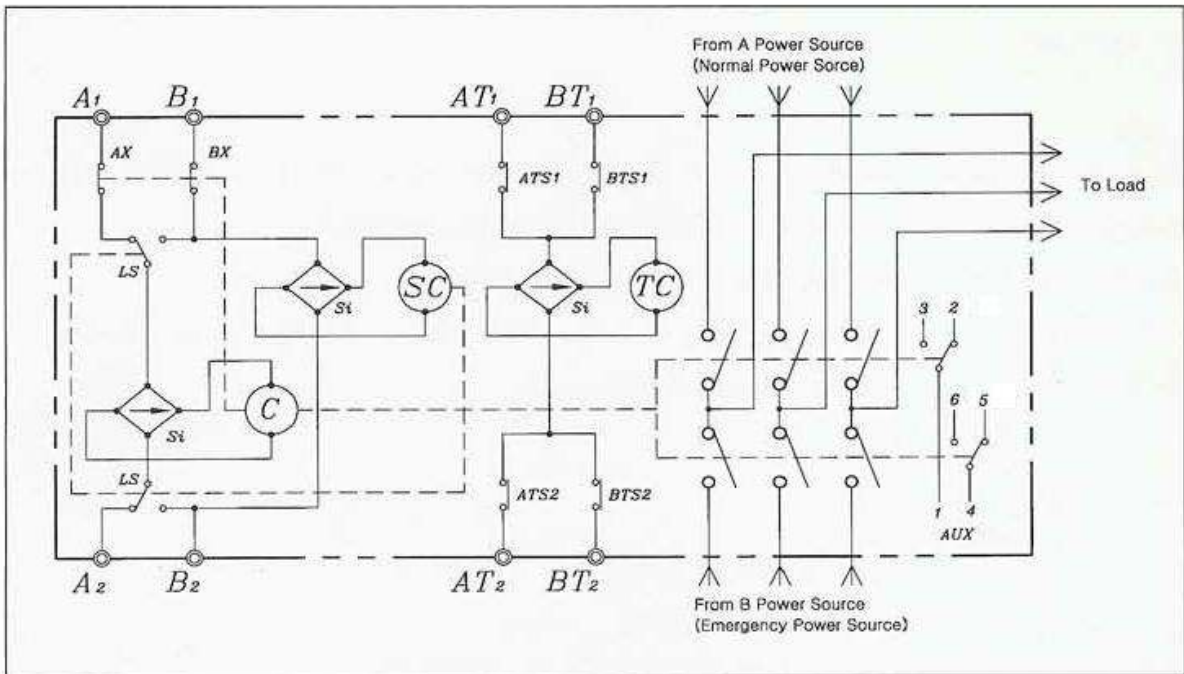 From A Power Source
(Normal Power Sorce)
A1
B1
AT1
BT1
AX
BX
ATS1
BTS1
To Load
LS
Si
SC
Si
TC
3
2
C
Si
6
5
LS
ATS2
BTS2
1
4
AUX
A2
B2
AT2
BT2
From B Power Source
(Emergency Power Source)